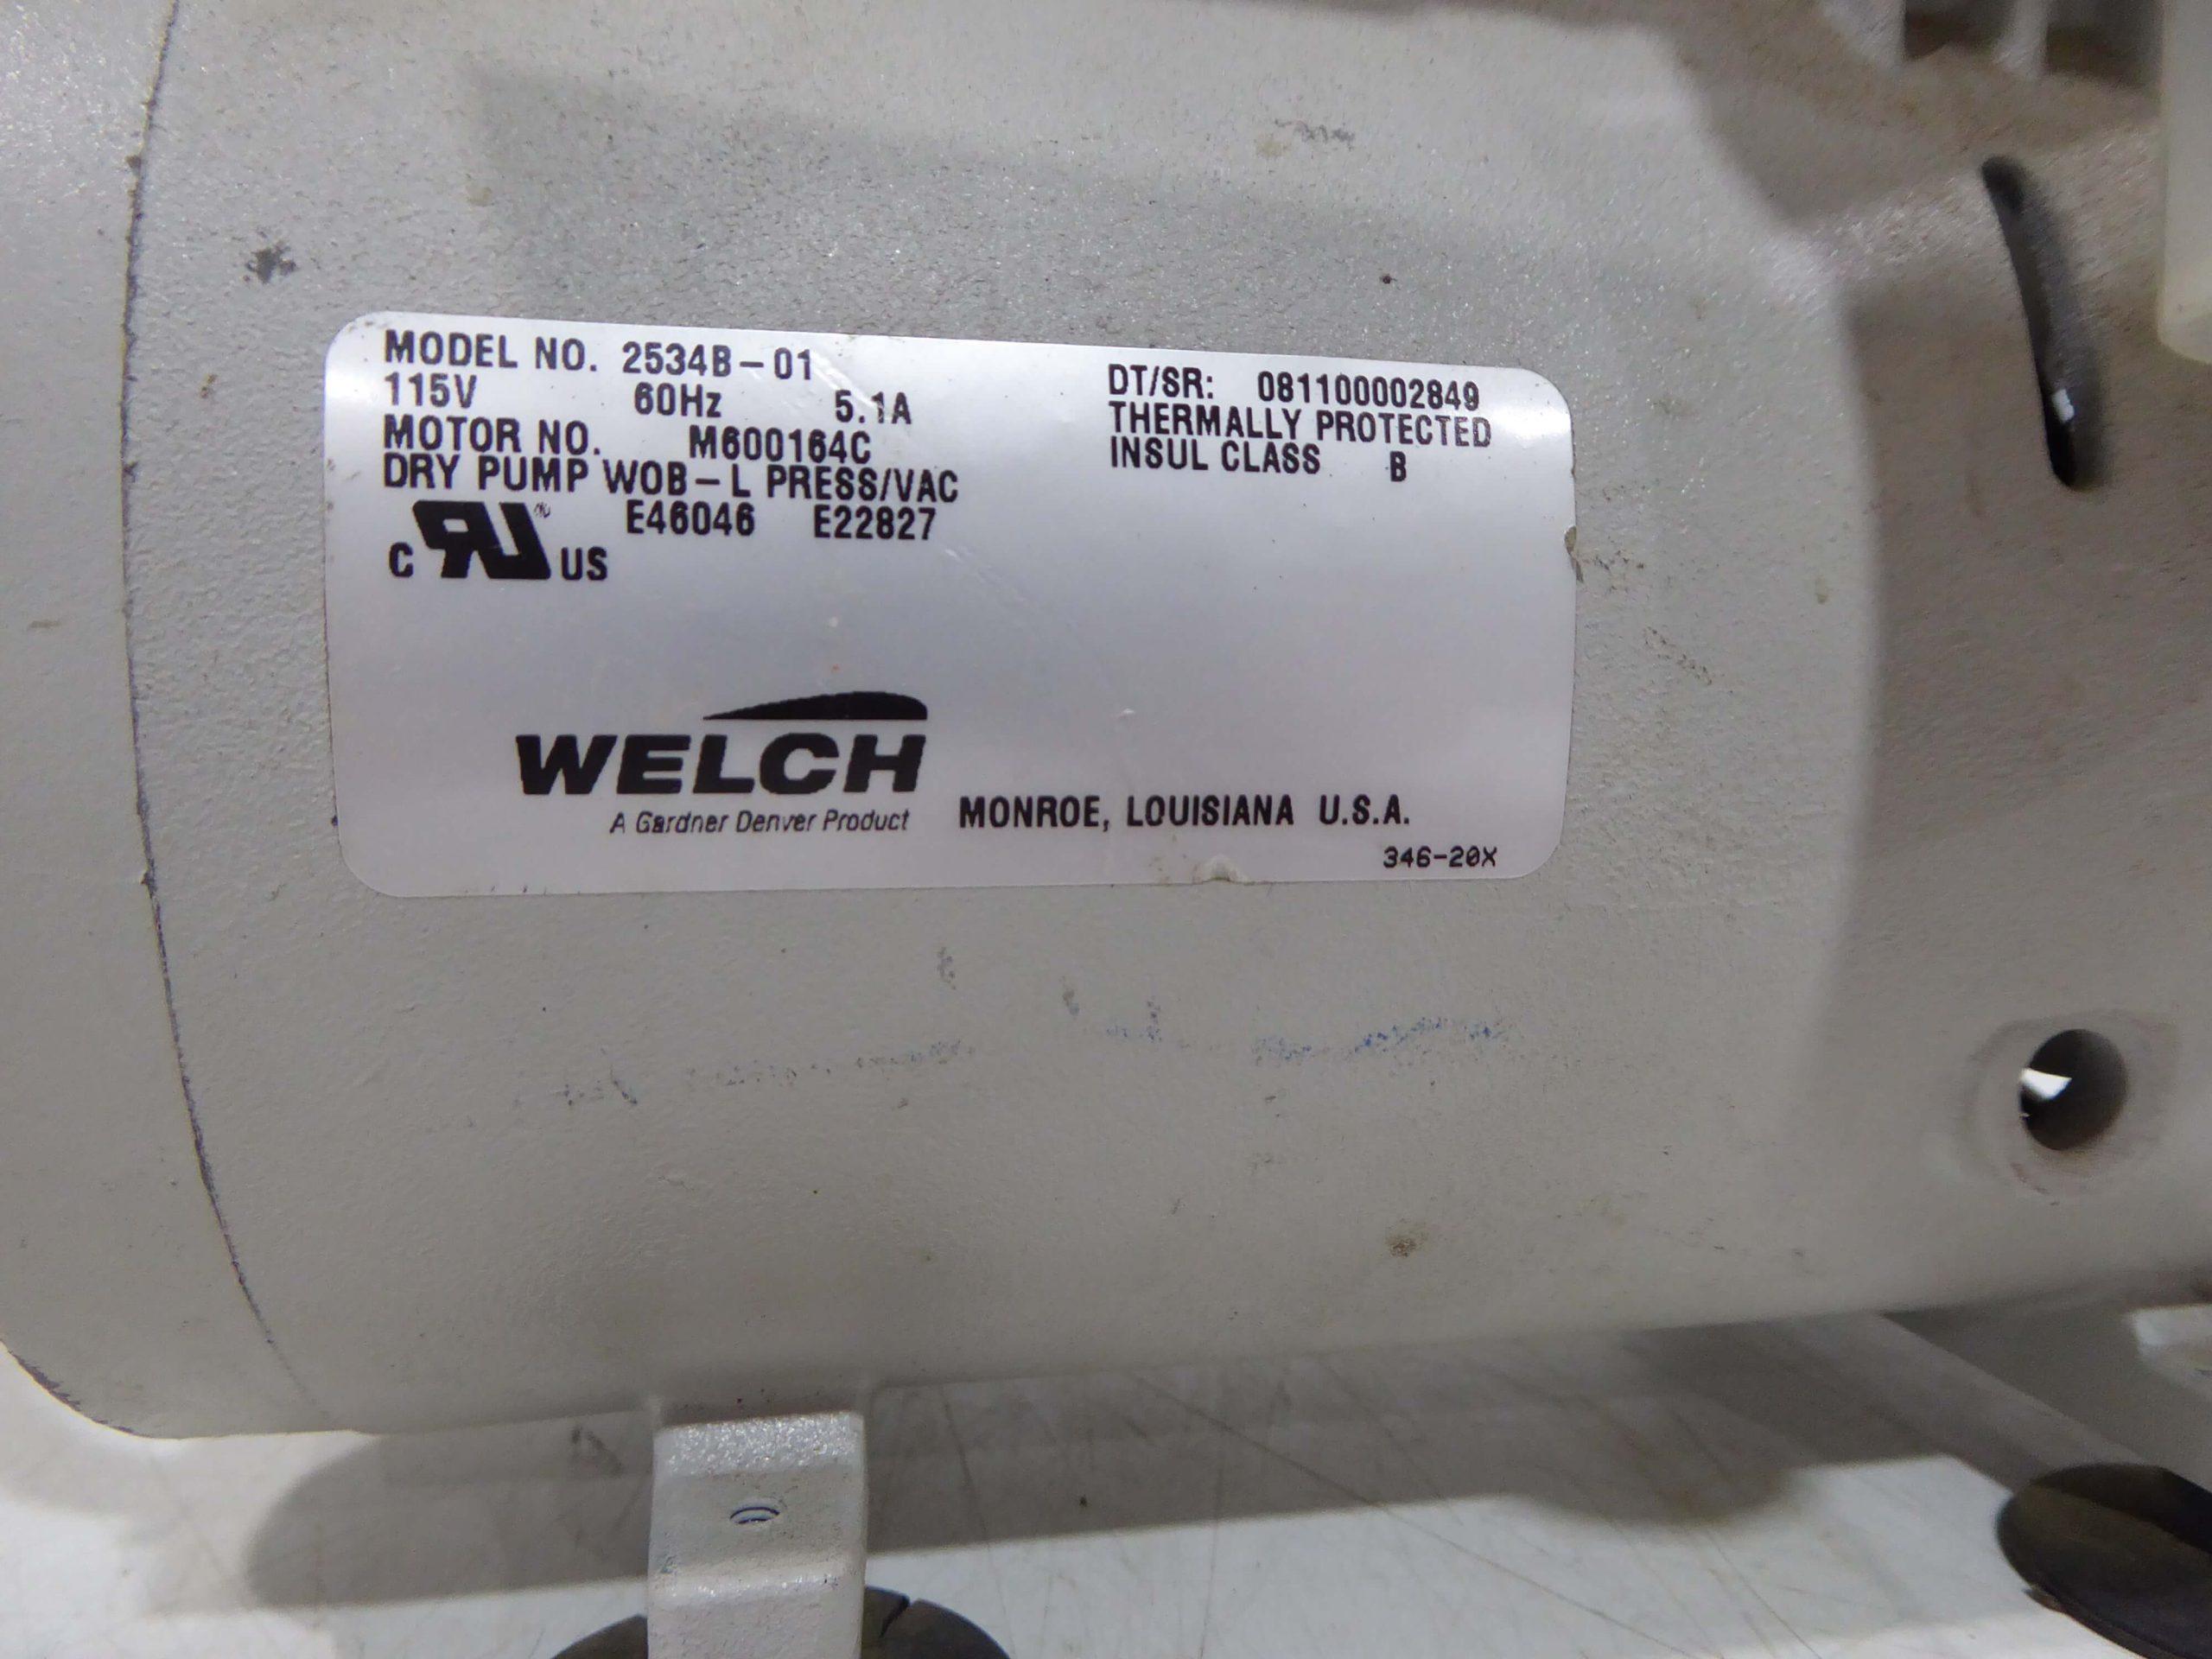 MODEL NO. 2534B-01
115V 60Hz 5.1A
MOTOR NO. M600164C
DRY PUMP WOB-L PRESS/VAC
E46046 E22827
C RU US
DT/SR: 081100002849
THERMALLY PROTECTED
INSUL CLASS B
WELCH
A Gardner Denver Product
MONROE, LOUISIANA U.S.A.
346-20X